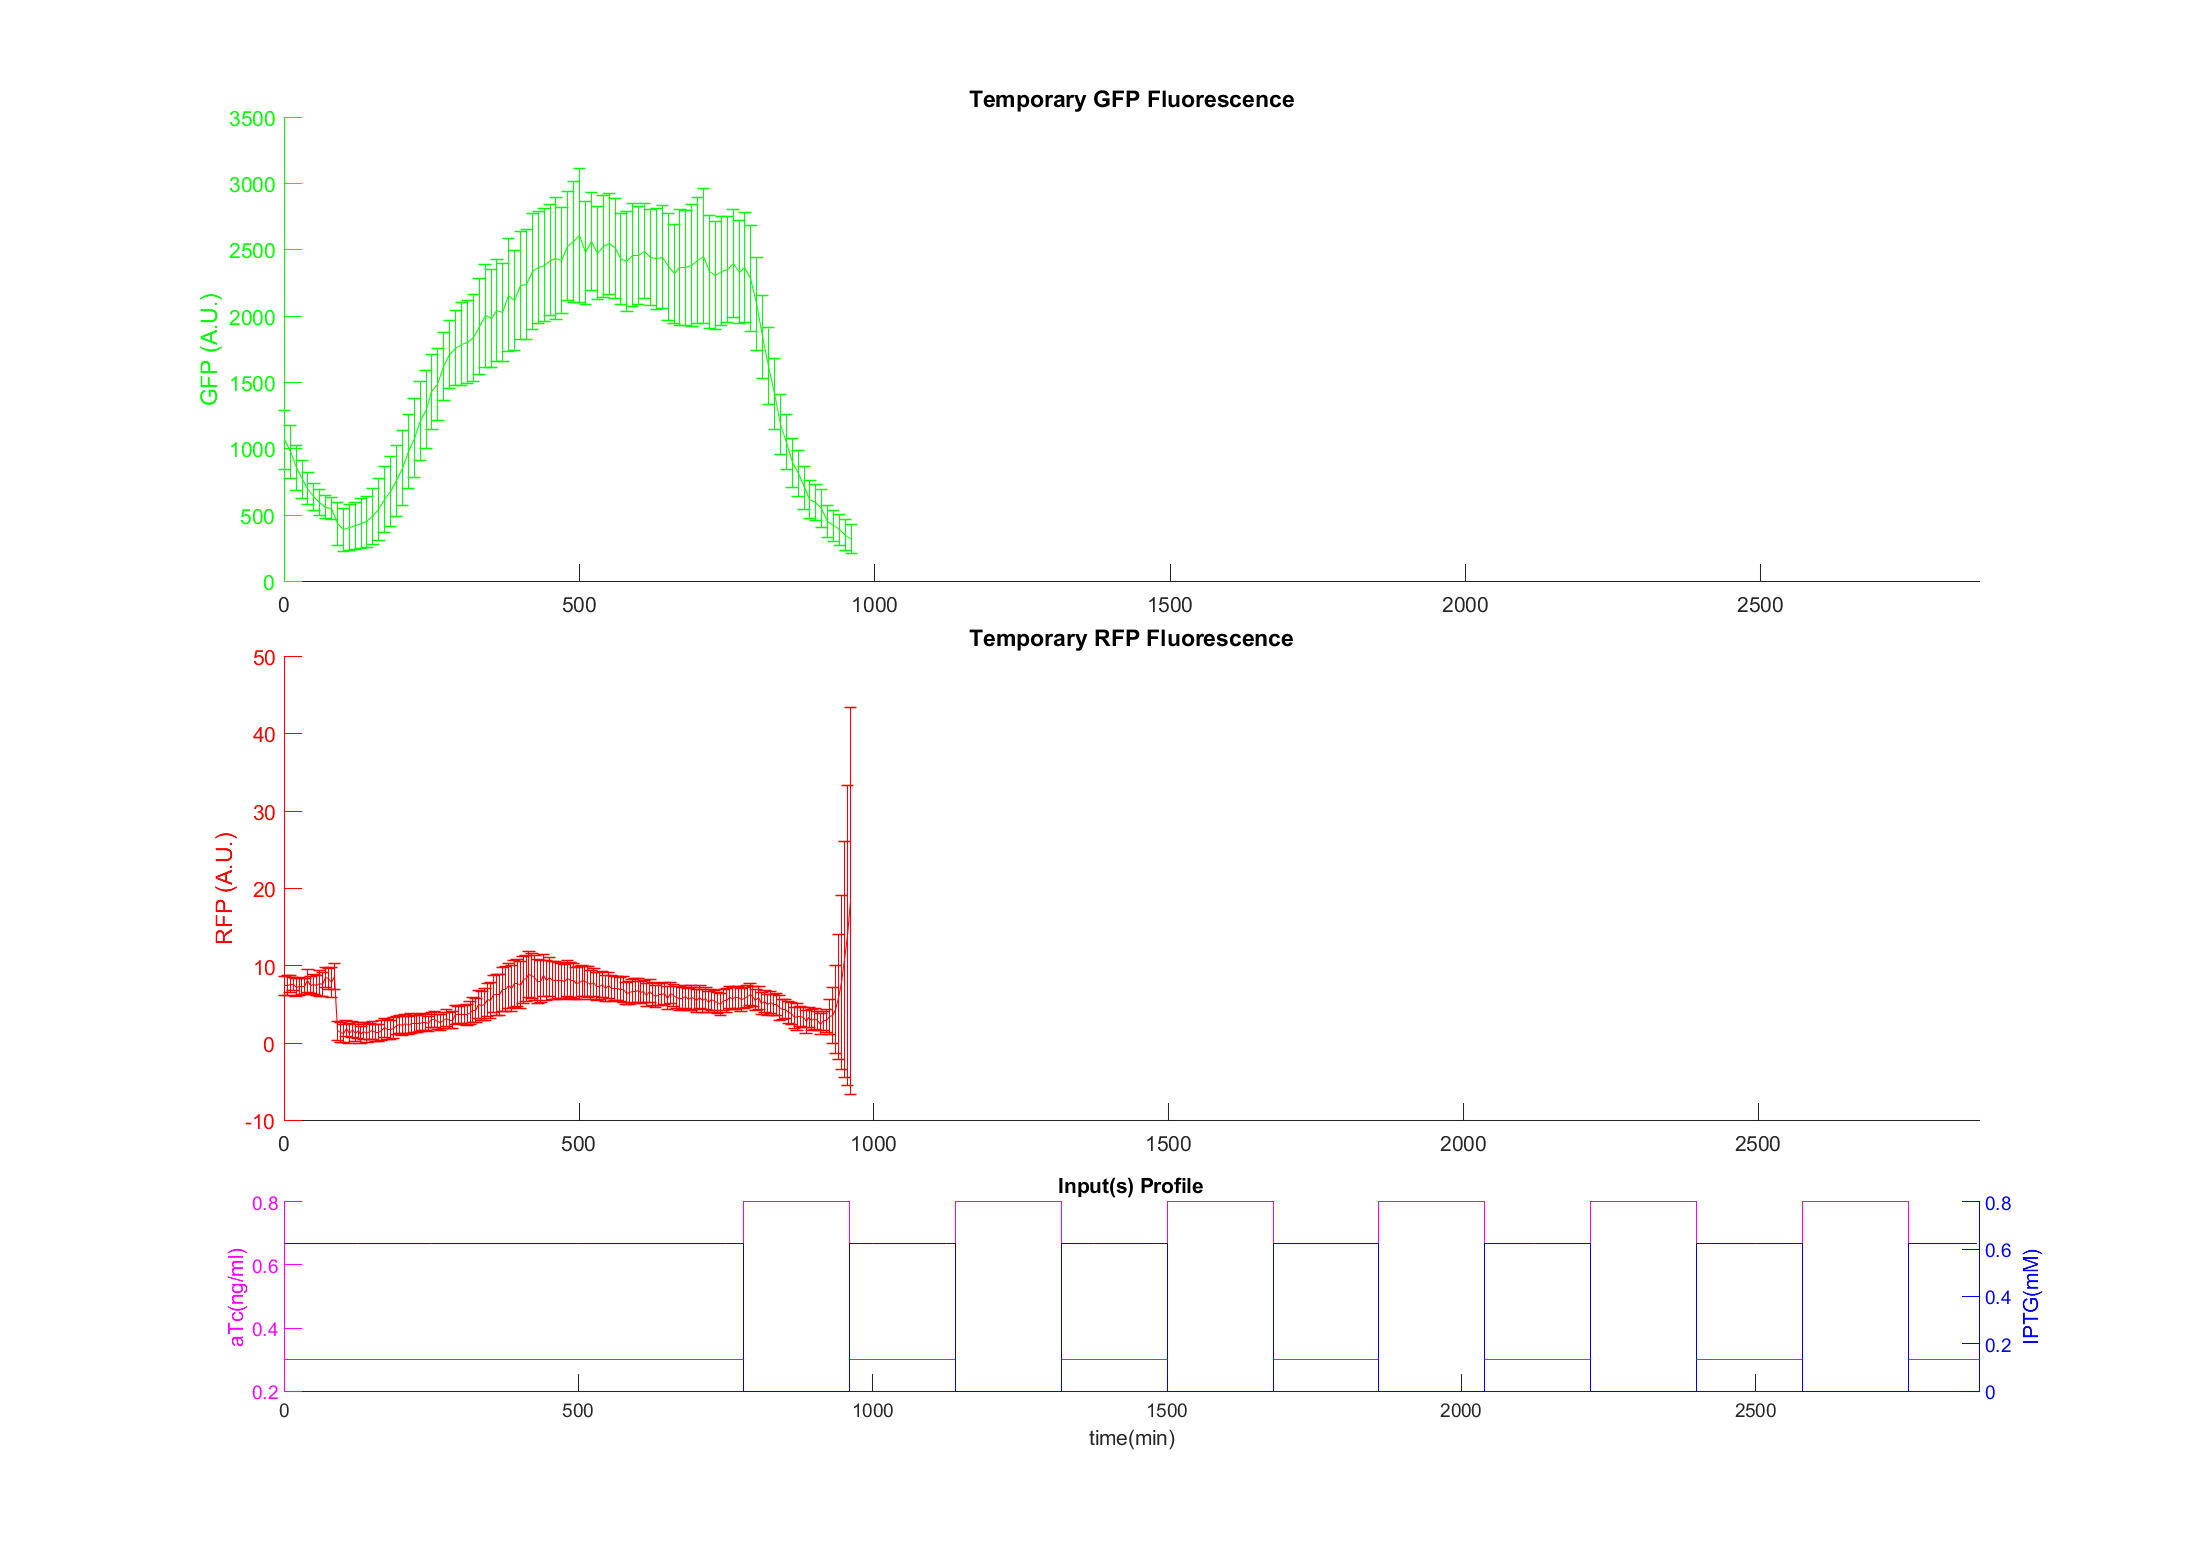 Temporary GFP Fluorescence
3500
3000
2500
2000
1500
1000
500
0
GFP (A.U.)
0 500 1000 1500 2000 2500
Temporary RFP Fluorescence
50
40
30
20
10
0
-10
RFP (A.U.)
0 500 1000 1500 2000 2500
Input(s) Profile
0.8
0.6
0.4
0.2
aTc(ng/ml)
0.8
0.6
0.4
0.2
0
IPTG(mM)
0 500 1000 1500 2000 2500
time(min)